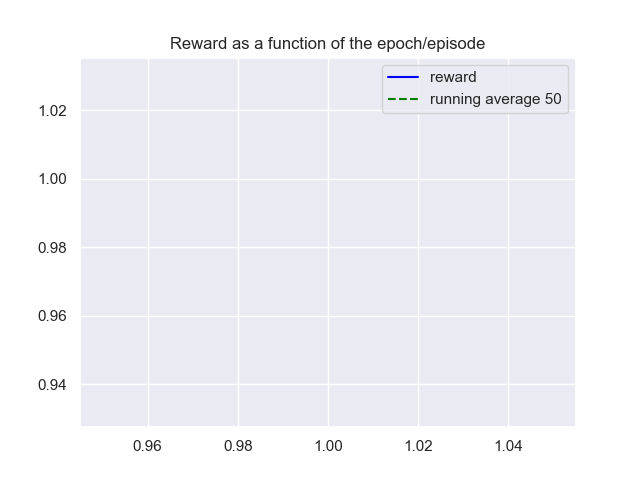 Reward as a function of the epoch/episode
reward
running average 50
1.02
1.00
0.98
0.96
0.94
0.96 0.98 1.00 1.02 1.04